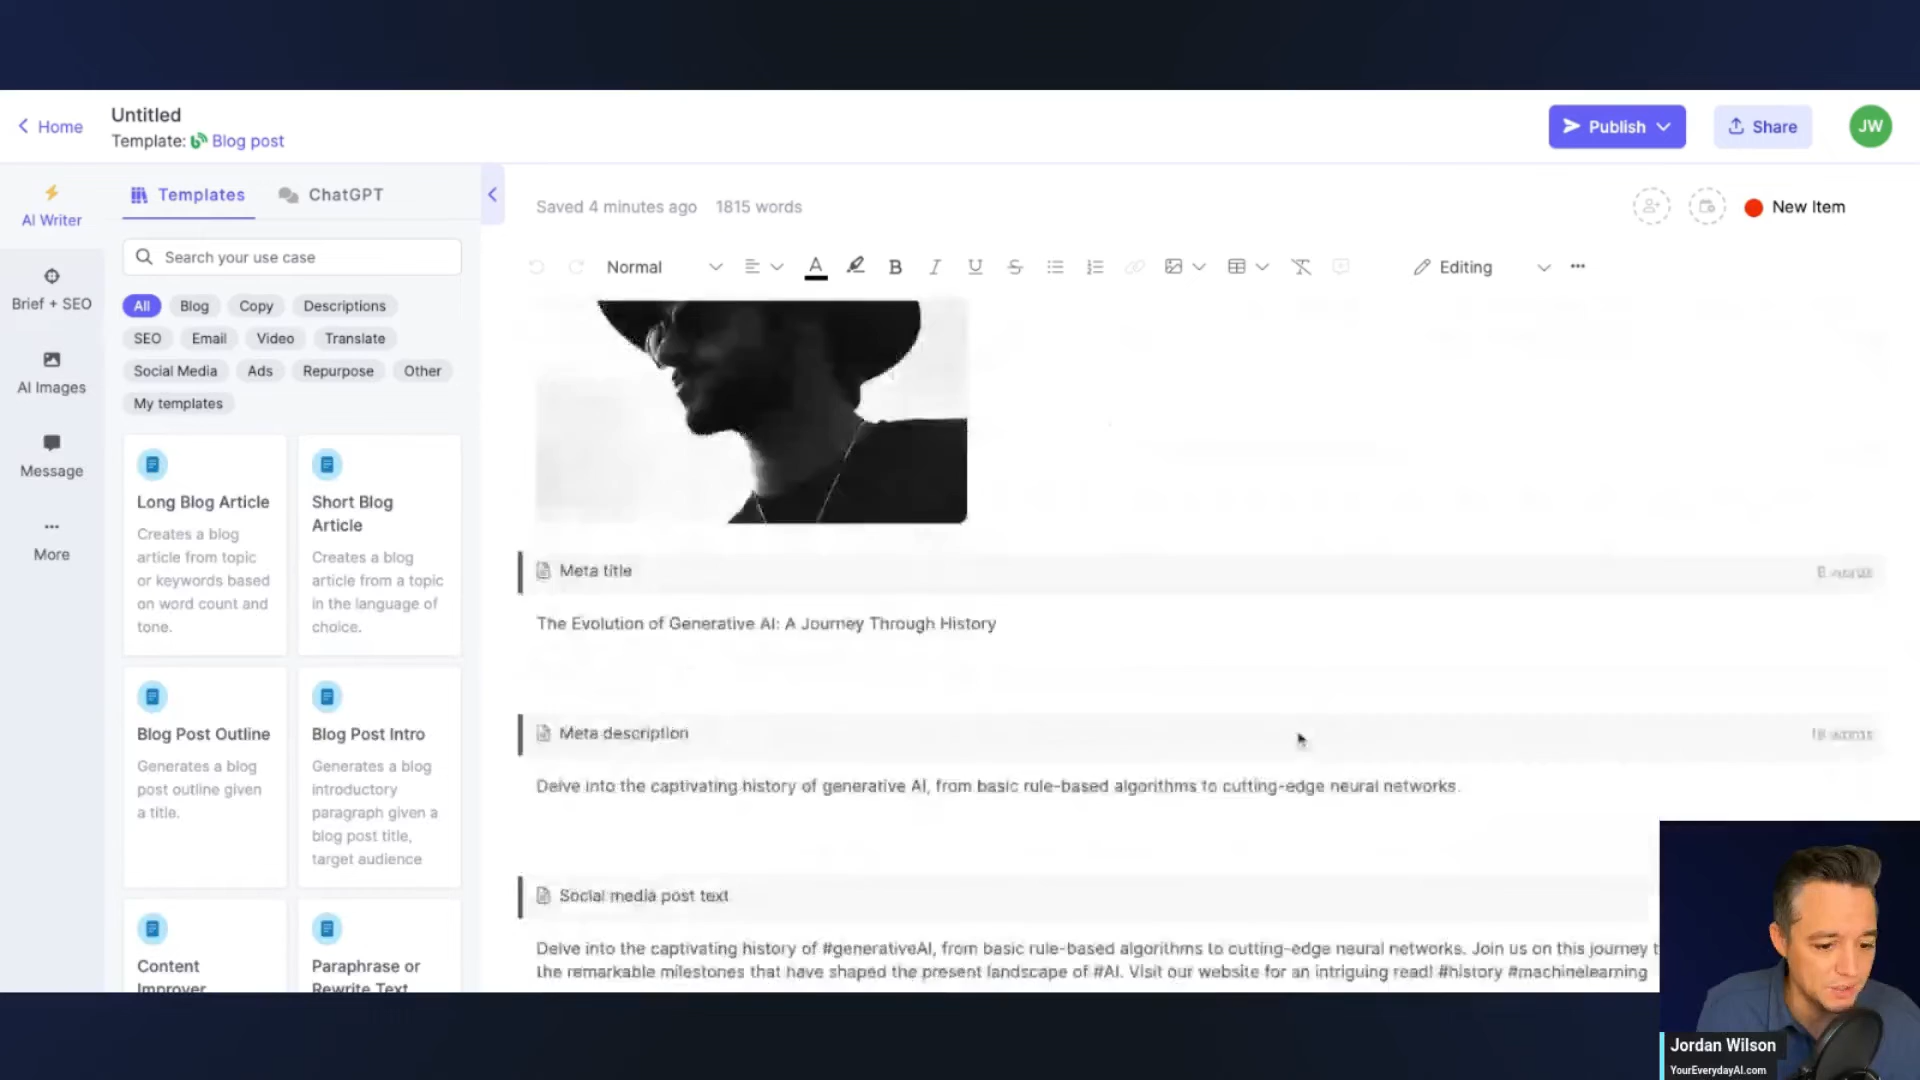 Home
Untitled
Template: Blog post
Publish
Share
JW
AI Writer
Brief + SEO
AI Images
Message
More
Templates
ChatGPT
Search your use case
All
Blog
Copy
Descriptions
SEO
Email
Video
Translate
Social Media
Ads
Repurpose
Other
My templates
Long Blog Article
Creates a blog
article from topic
or keywords based
on word count and
tone.
Short Blog
Article
Creates a blog
article from a topic
in the language of
choice.
Blog Post Outline
Generates a blog
post outline given
a title.
Blog Post Intro
Generates a blog
introductory
paragraph given a
blog post title,
target audience
Content
Improver
Paraphrase or
Rewrite Text
Saved 4 minutes ago 1815 words
New Item
Normal
Editing
Meta title
The Evolution of Generative AI: A Journey Through History
Meta description
Delve into the captivating history of generative AI, from basic rule-based algorithms to cutting-edge neural networks.
Social media post text
Delve into the captivating history of #generativeAI, from basic rule-based algorithms to cutting-edge neural networks. Join us on this journey
the remarkable milestones that have shaped the present landscape of #AI. Visit our website for an intriguing read! #history #machinelearning
Jordan Wilson
YourEverydayAI.com